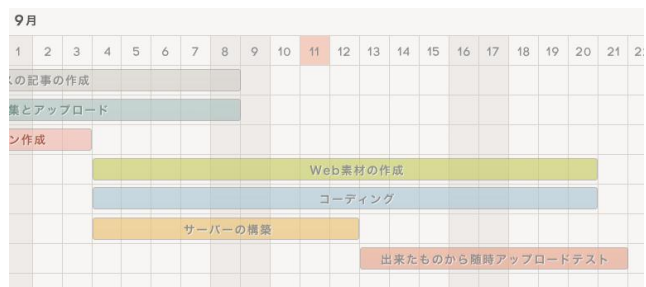 9月
1 2 3 4 5 6 7 8 9 10 11 12 13 14 15 16 17 18 19 20 21
の記事の作成
集とアップロード
ン作成
Web素材の作成
コーディング
サーバーの構築
出来たものから随時アップロードテスト